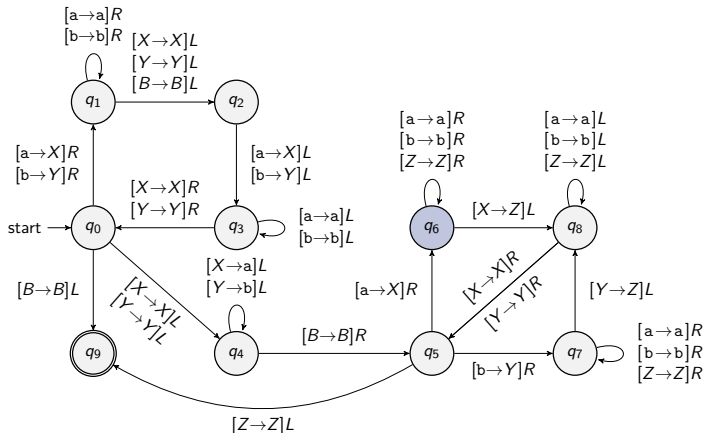 [a→a]R
[b→b]R
[X→X]L
[Y→Y]L
[B→B]L
q1
q2
[a→X]R
[b→Y]R
[a→X]L
[b→Y]L
[X→X]R
[Y→Y]R
start
q0
q3
[a→a]L
[b→b]L
[X→a]L
[Y→b]L
[B→B]L
[X→X]L
[Y→Y]L
q9
q4
[B→B]R
[a→a]R
[b→b]R
[Z→Z]R
[a→a]L
[b→b]L
[Z→Z]L
q6
[X→Z]L
q8
[a→X]R
[X→X]R
[Y→Y]R
[Y→Z]L
q5
[b→Y]R
q7
[a→a]R
[b→b]R
[Z→Z]R
[Z→Z]L